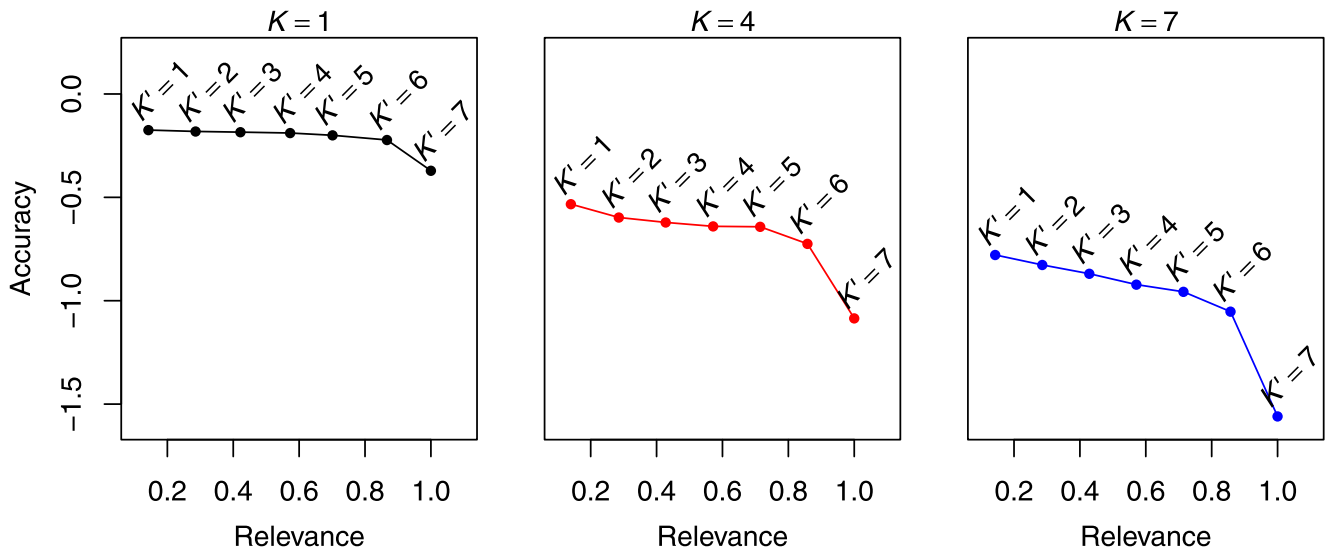 K = 1
K = 4
K = 7
K' = 1
K' = 2
K' = 3
K' = 4
K' = 5
K' = 6
K' = 7
K' = 1
K' = 2
K' = 3
K' = 4
K' = 5
K' = 6
K' = 7
K' = 1
K' = 2
K' = 3
K' = 4
K' = 5
K' = 6
K' = 7
Accuracy
0.0
−0.5
−1.0
−1.5
0.2 0.4 0.6 0.8 1.0
0.2 0.4 0.6 0.8 1.0
0.2 0.4 0.6 0.8 1.0
Relevance
Relevance
Relevance